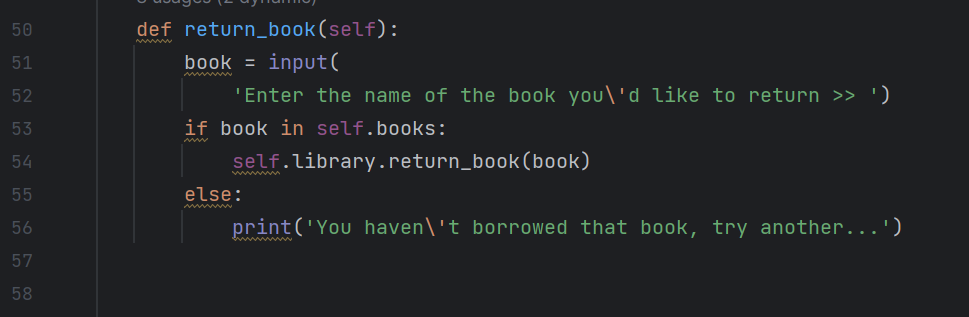 3 usages (2 dynamic)
50 def return_book(self):
51 book = input(
52 'Enter the name of the book you\'d like to return >> ')
53 if book in self.books:
54 self.library.return_book(book)
55 else:
56 print('You haven\'t borrowed that book, try another...')
57
58